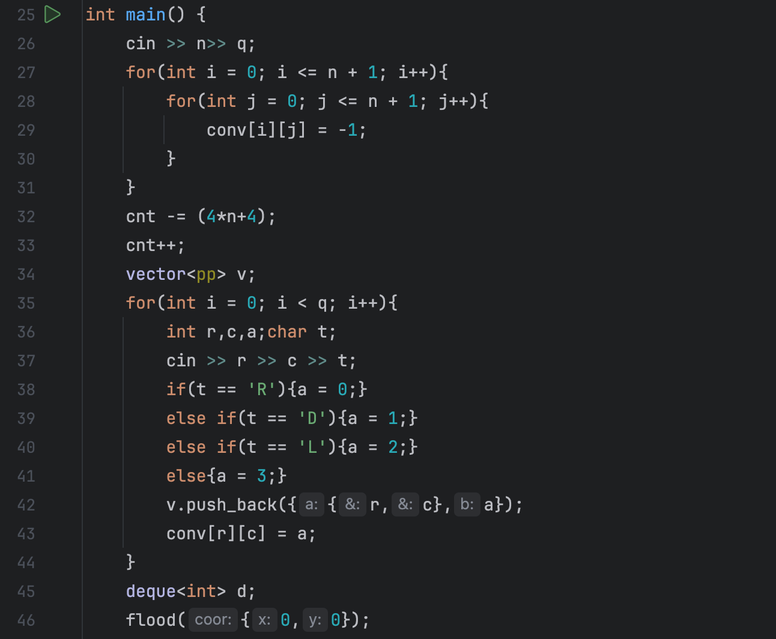 25 int main() {
26     cin >> n>> q;
27     for(int i = 0; i <= n + 1; i++){
28         for(int j = 0; j <= n + 1; j++){
29             conv[i][j] = -1;
30         }
31     }
32     cnt -= (4*n+4);
33     cnt++;
34     vector<pp> v;
35     for(int i = 0; i < q; i++){
36         int r,c,a;char t;
37         cin >> r >> c >> t;
38         if(t == 'R'){a = 0;}
39         else if(t == 'D'){a = 1;}
40         else if(t == 'L'){a = 2;}
41         else{a = 3;}
42         v.push_back({ a: { &: r, &: c}, b: a});
43         conv[r][c] = a;
44     }
45     deque<int> d;
46     flood( coor: { x: 0, y: 0});